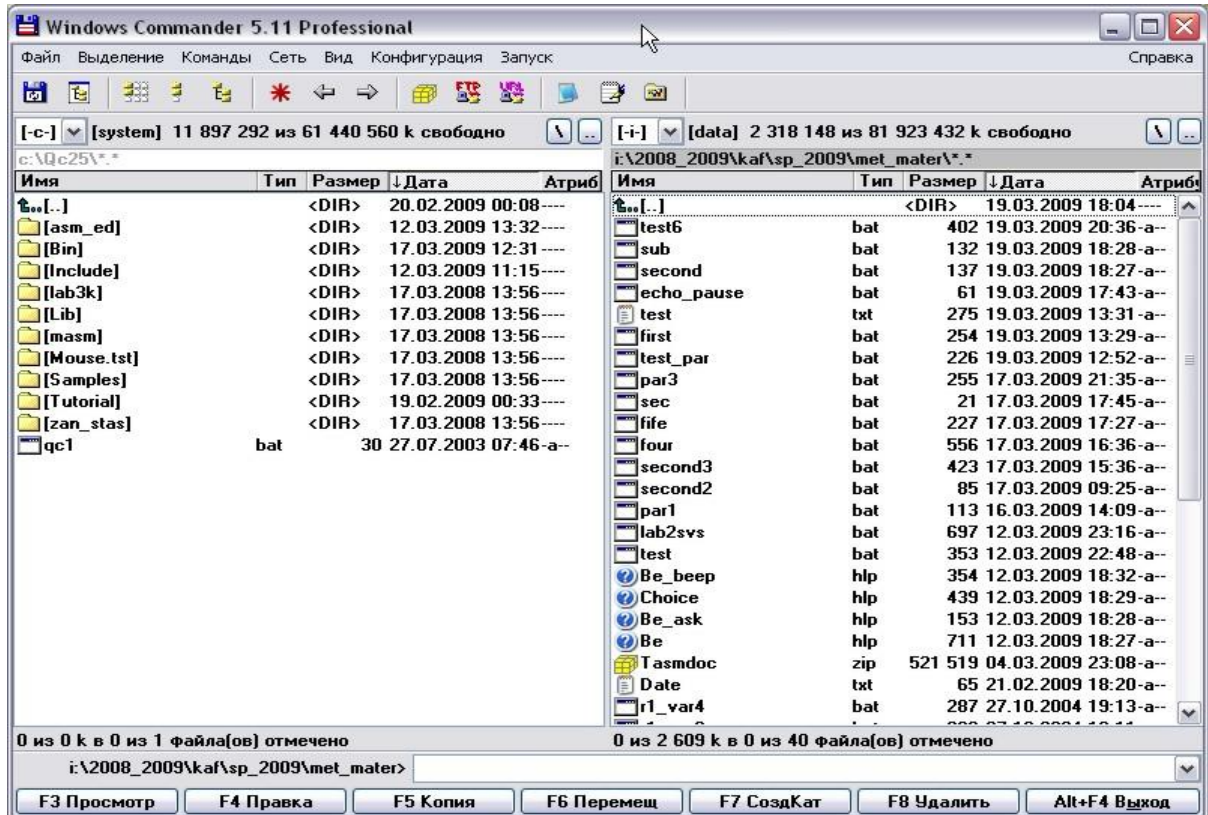 Windows Commander 5.11 Professional
Файл Выделение Команды Сеть Вид Конфигурация Запуск Справка
[-c-] [system] 11 897 292 из 61 440 560 k свободно \ ..
c:\Qc25\*.*
Имя Тип Размер ↓Дата Атриб
[..] <DIR> 20.02.2009 00:08 ----
[asm_ed] <DIR> 12.03.2009 13:32 ----
[Bin] <DIR> 17.03.2009 12:31 ----
[Include] <DIR> 12.03.2009 11:15 ----
[lab3k] <DIR> 17.03.2008 13:56 ----
[Lib] <DIR> 17.03.2008 13:56 ----
[masm] <DIR> 17.03.2008 13:56 ----
[Mouse.tst] <DIR> 17.03.2008 13:56 ----
[Samples] <DIR> 17.03.2008 13:56 ----
[Tutorial] <DIR> 19.02.2009 00:33 ----
[zan_stas] <DIR> 17.03.2008 13:56 ----
qc1 bat 30 27.07.2003 07:46 -a--
0 из 0 k в 0 из 1 файла(ов) отмечено
[-i-] [data] 2 318 148 из 81 923 432 k свободно \ ..
i:\2008_2009\kaf\sp_2009\met_mater\*.*
Имя Тип Размер ↓Дата Атриб
[..] <DIR> 19.03.2009 18:04 ----
test6 bat 402 19.03.2009 20:36 -a--
sub bat 132 19.03.2009 18:28 -a--
second bat 137 19.03.2009 18:27 -a--
echo_pause bat 61 19.03.2009 17:43 -a--
test txt 275 19.03.2009 13:31 -a--
first bat 254 19.03.2009 13:29 -a--
test_par bat 226 19.03.2009 12:52 -a--
par3 bat 255 17.03.2009 21:35 -a--
sec bat 21 17.03.2009 17:45 -a--
fife bat 227 17.03.2009 17:27 -a--
four bat 556 17.03.2009 16:36 -a--
second3 bat 423 17.03.2009 15:36 -a--
second2 bat 85 17.03.2009 09:25 -a--
par1 bat 113 16.03.2009 14:09 -a--
lab2svs bat 697 12.03.2009 23:16 -a--
test bat 353 12.03.2009 22:48 -a--
Be_beep hlp 354 12.03.2009 18:32 -a--
Choice hlp 439 12.03.2009 18:29 -a--
Be_ask hlp 153 12.03.2009 18:28 -a--
Be hlp 711 12.03.2009 18:27 -a--
Tasmdoc zip 521 519 04.03.2009 23:08 -a--
Date txt 65 21.02.2009 18:20 -a--
r1_var4 bat 287 27.10.2004 19:13 -a--
0 из 2 609 k в 0 из 40 файла(ов) отмечено
i:\2008_2009\kaf\sp_2009\met_mater>
F3 Просмотр F4 Правка F5 Копия F6 Перемещ F7 СоздКат F8 Удалить Alt+F4 Выход